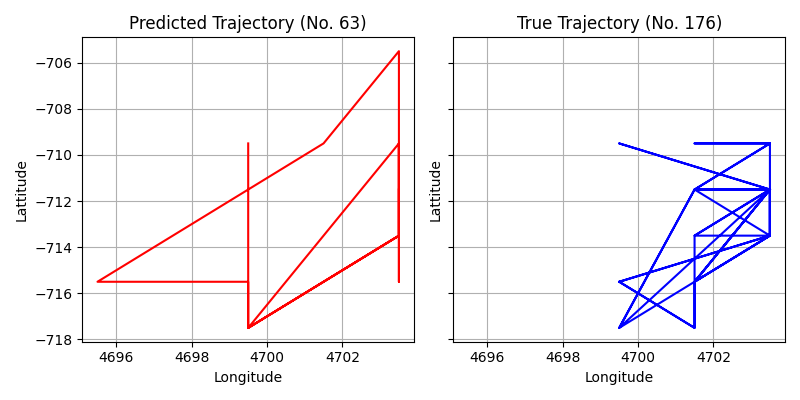 Predicted Trajectory (No. 63)
True Trajectory (No. 176)
Lattitude
−706
−708
−710
−712
−714
−716
−718
4696
4698
4700
4702
Longitude
Lattitude
4696
4698
4700
4702
Longitude